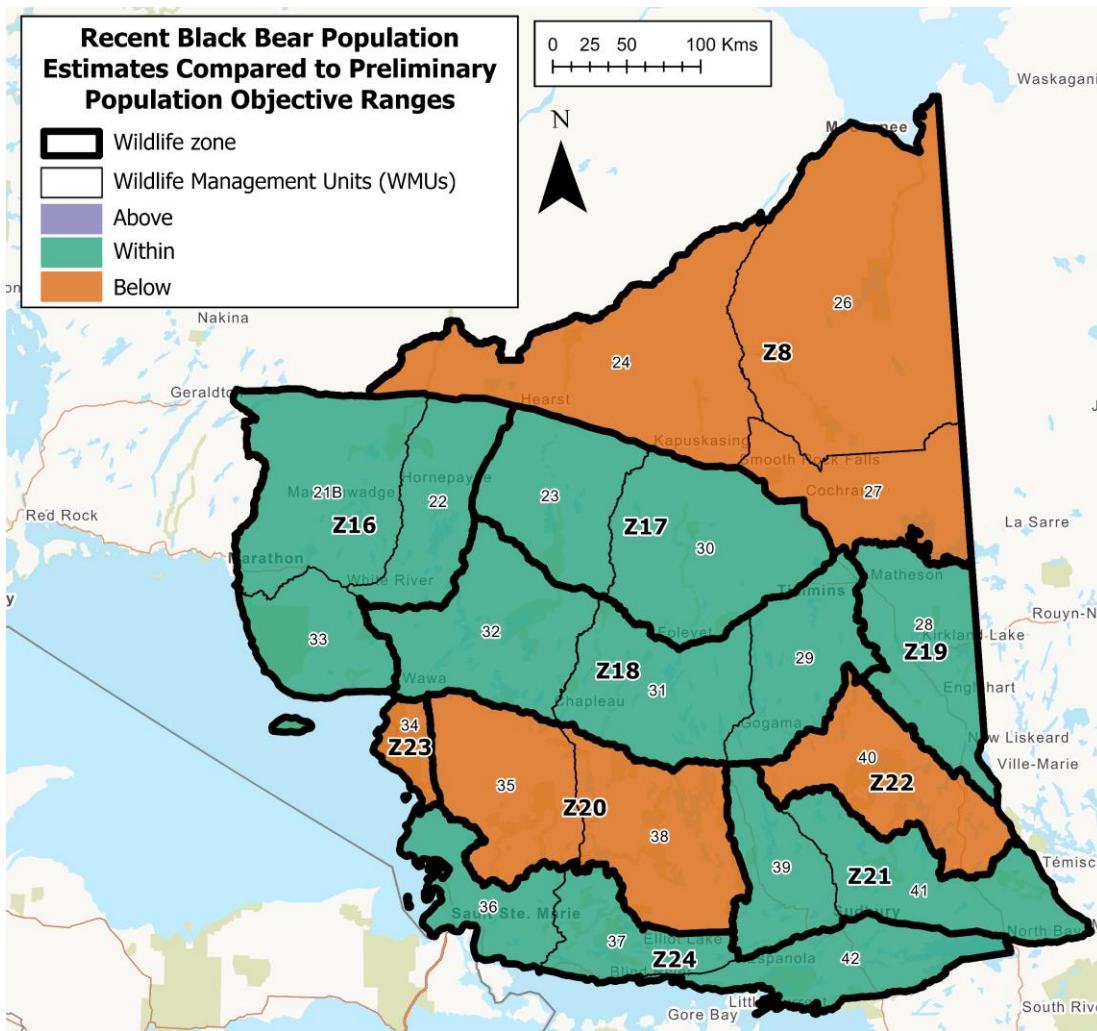 Recent Black Bear Population
Estimates Compared to Preliminary
Population Objective Ranges
Wildlife zone
Wildlife Management Units (WMUs)
Above
Within
Below
0 25 50 100 Kms
N
Waskagani
26
Nakina
Z8
24
Geraldton
Hearst
Kapuskasing
Smooth Rock Falls
27
Cochrane
Hornepayne
21B
22
23
Z16
Z17
30
Red Rock
La Sarre
Marathon
White River
Matheson
Timmins
Rouyn-N
28
Kirkland Lake
Z19
33
32
Foleyet
29
Z18
31
Wawa
Chapleau
Englehart
Gogama
New Liskeard
Ville-Marie
34
Z23
35
Z20
38
40
Z22
39
Z21
41
Témisc
Sudbury
North Bay
36
Sault Ste. Marie
37
Elliot Lake
Z24
Espanola
42
Blind River
Gore Bay
South Rive